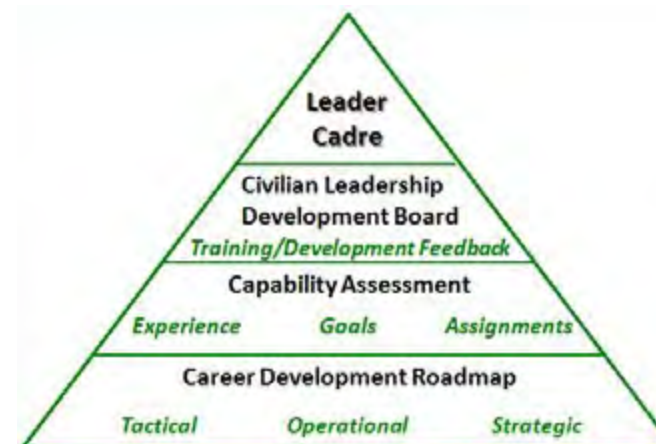 Leader
Cadre
Civilian Leadership
Development Board
Training/Development Feedback
Capability Assessment
Experience Goals Assignments
Career Development Roadmap
Tactical Operational Strategic